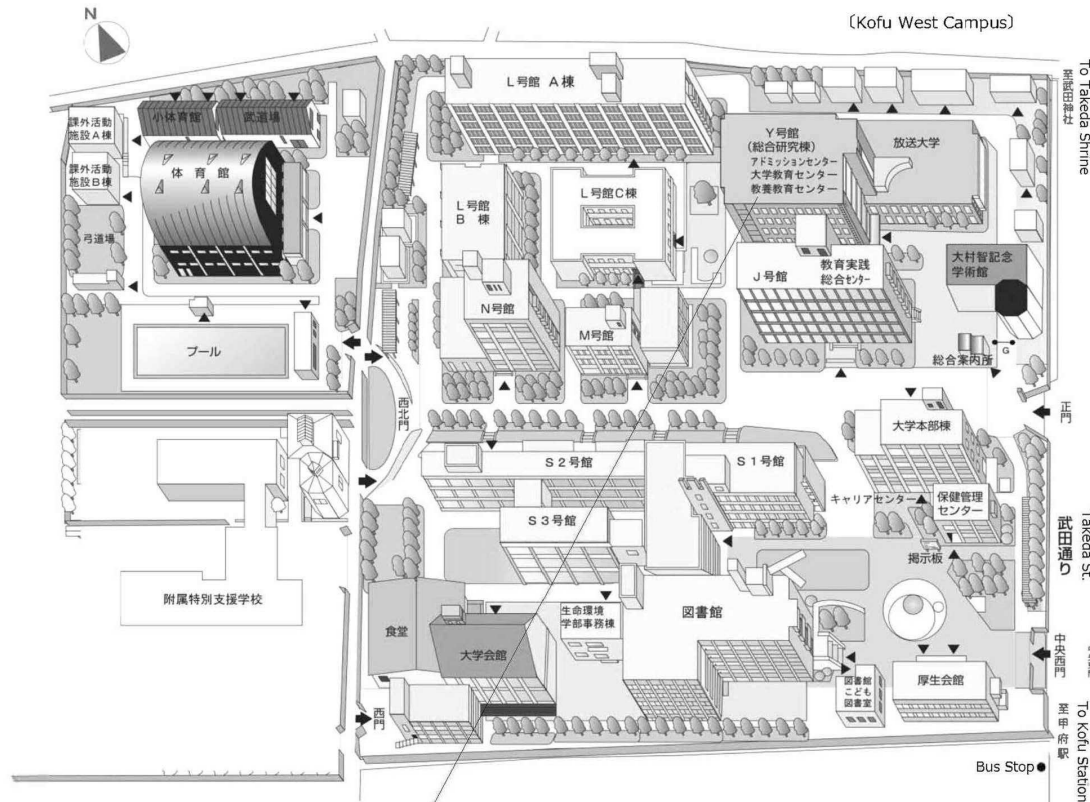 N
〔Kofu West Campus〕
To Takeda Shrine
至武田神社
L号館 A棟
小体育館
武道場
課外活動
施設A棟
課外活動
施設B棟
体育館
弓道場
プール
L号館
B棟
L号館C棟
Y号館
(総合研究棟)
アドミッションセンター
大学教育センター
教養教育センター
放送大学
J号館
教育実践
総合センター
大村智記念
学術館
N号館
M号館
総合案内所
G
西北門
正門
大学本部棟
S2号館
S1号館
S3号館
キャリアセンター
保健管理
センター
掲示板
Takeda St.
武田通り
附属特別支援学校
食堂
大学会館
生命環境
学部事務棟
図書館
図書館
こども
図書室
厚生会館
中央西門
西門
To Kofu Station
至甲府駅
Bus Stop